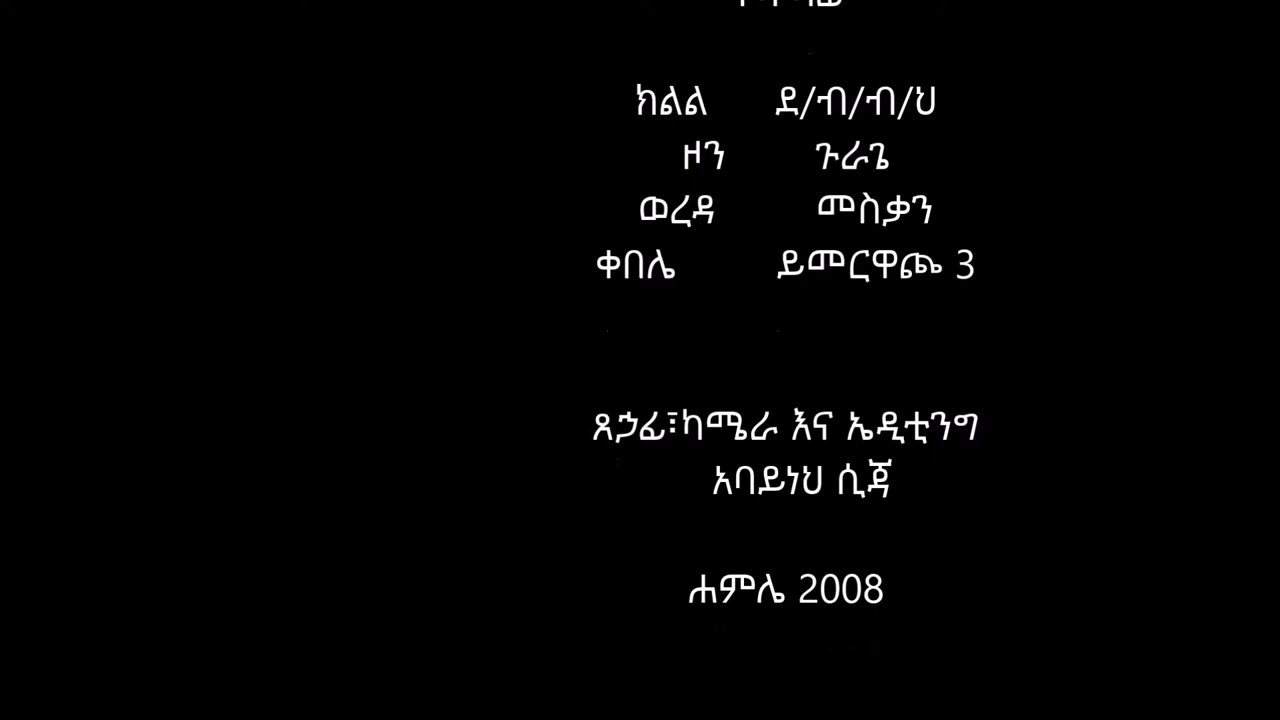 ክልል ደ/ብ/ብ/ህ
ዞን ጉራጌ
ወረዳ መስቃን
ቀበሌ ይመርዋጮ 3
ጸኃፊ፣ካሜራ እና ኤዲቲንግ
አባይነህ ሲጃ
ሐምሌ 2008